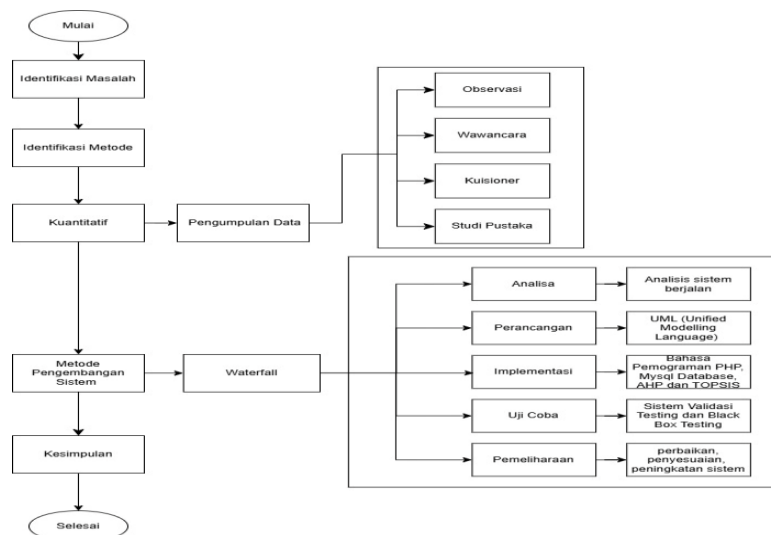 Mulai
Identifikasi Masalah
Identifikasi Metode
Kuantitatif
Pengumpulan Data
Observasi
Wawancara
Kuisioner
Studi Pustaka
Metode
Pengembangan
Sistem
Waterfall
Analisa
Analisis sistem
berjalan
Perancangan
UML (Unified
Modelling
Language)
Implementasi
Bahasa
Pemograman PHP,
Mysql Database,
AHP dan TOPSIS
Uji Coba
Sistem Validasi
Testing dan Black
Box Testing
Pemeliharaan
perbaikan,
penyesuaian,
peningkatan sistem
Kesimpulan
Selesai